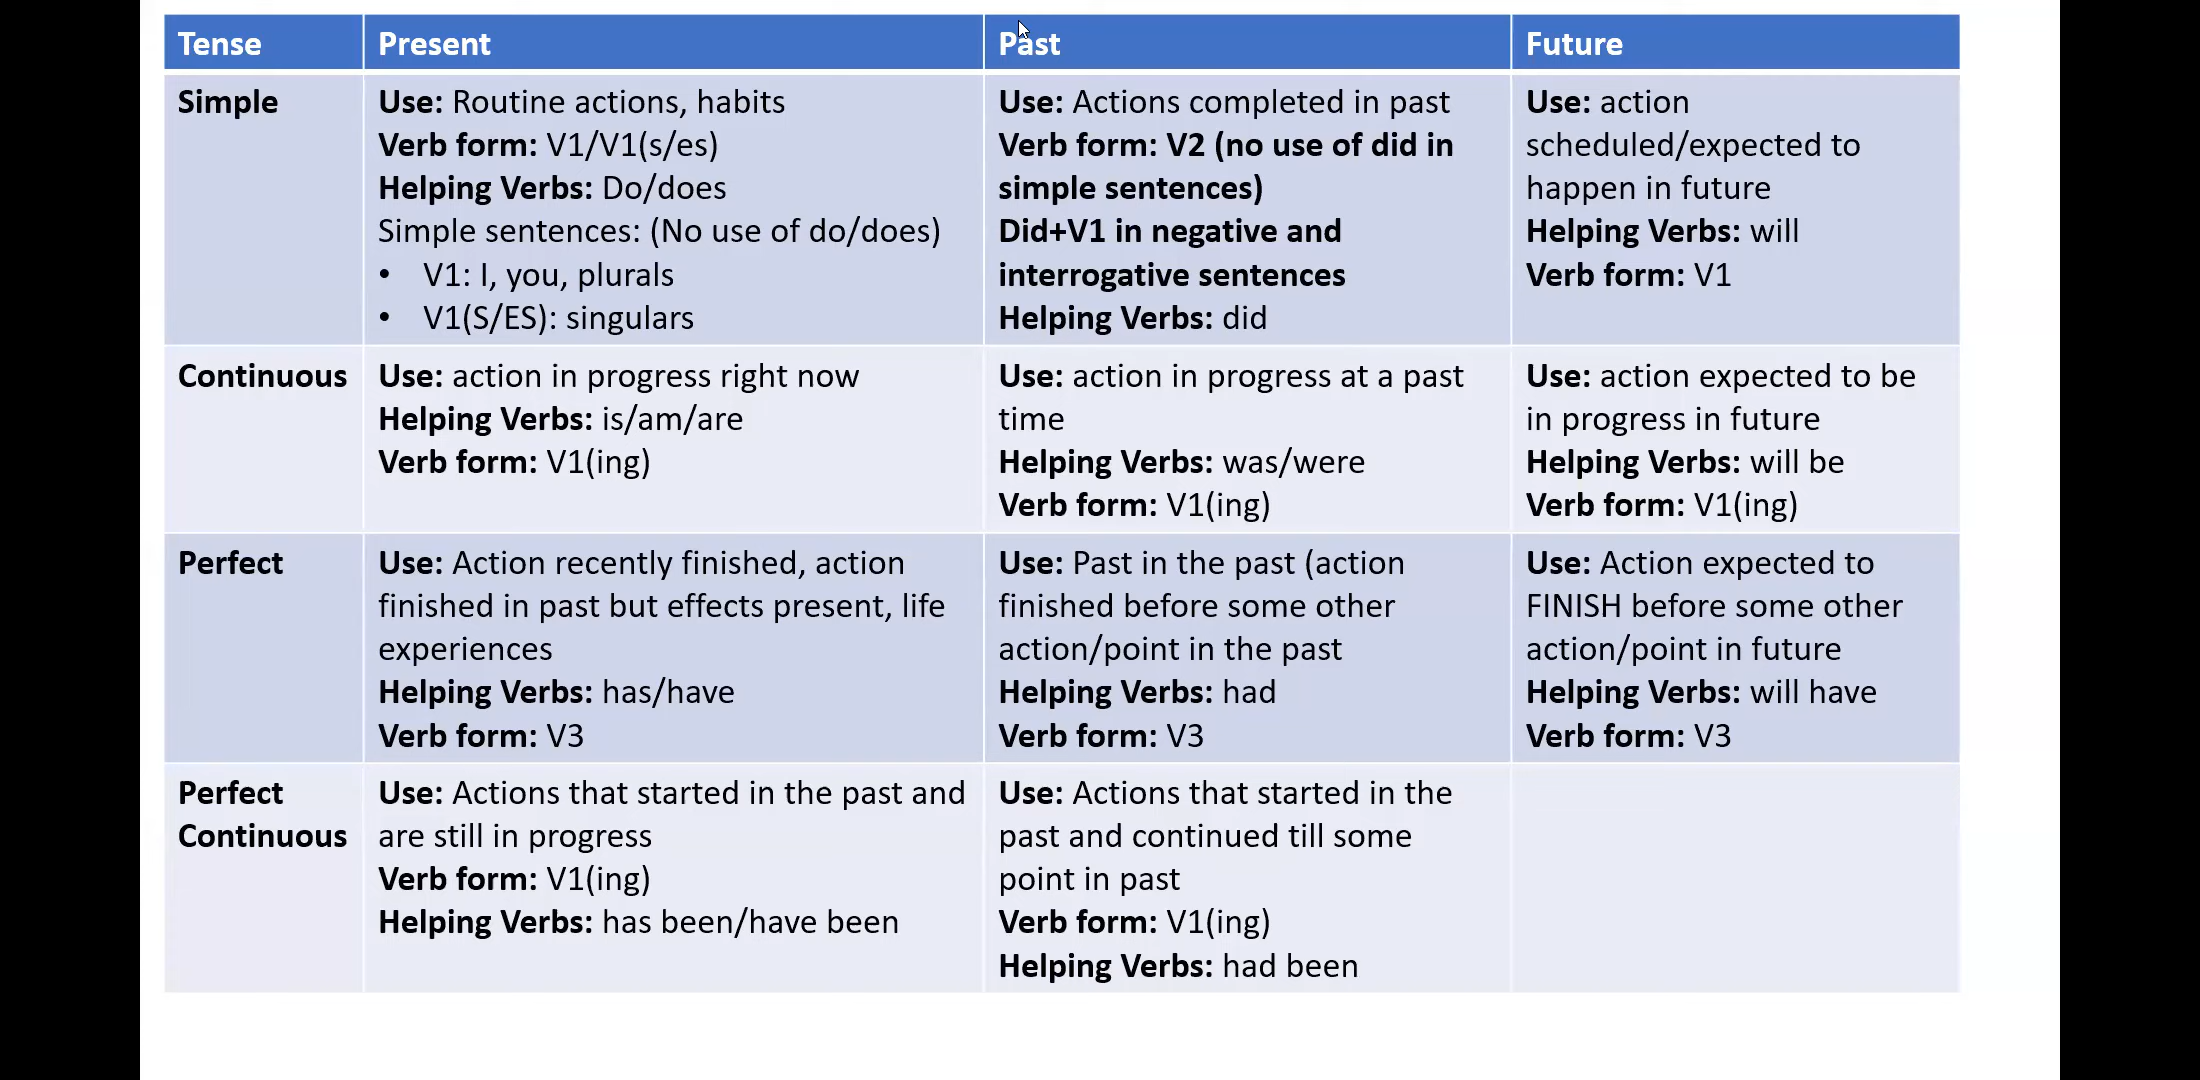 Tense
Present
Past
Future
Simple
Use: Routine actions, habits
Verb form: V1/V1(s/es)
Helping Verbs: Do/does
Simple sentences: (No use of do/does)
• V1: I, you, plurals
• V1(S/ES): singulars
Use: Actions completed in past
Verb form: V2 (no use of did in
simple sentences)
Did+V1 in negative and
interrogative sentences
Helping Verbs: did
Use: action
scheduled/expected to
happen in future
Helping Verbs: will
Verb form: V1
Continuous
Use: action in progress right now
Helping Verbs: is/am/are
Verb form: V1(ing)
Use: action in progress at a past
time
Helping Verbs: was/were
Verb form: V1(ing)
Use: action expected to be
in progress in future
Helping Verbs: will be
Verb form: V1(ing)
Perfect
Use: Action recently finished, action
finished in past but effects present, life
experiences
Helping Verbs: has/have
Verb form: V3
Use: Past in the past (action
finished before some other
action/point in the past
Helping Verbs: had
Verb form: V3
Use: Action expected to
FINISH before some other
action/point in future
Helping Verbs: will have
Verb form: V3
Perfect
Continuous
Use: Actions that started in the past and
are still in progress
Verb form: V1(ing)
Helping Verbs: has been/have been
Use: Actions that started in the
past and continued till some
point in past
Verb form: V1(ing)
Helping Verbs: had been